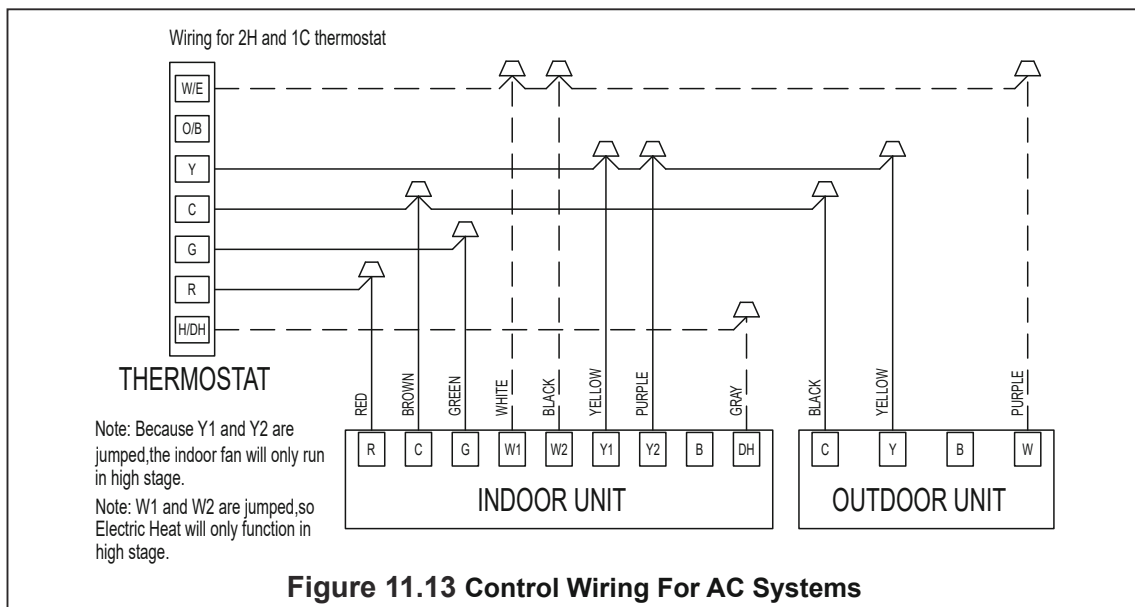 Wiring for 2H and 1C thermostat
W/E
O/B
Y
C
G
R
H/DH
THERMOSTAT
Note: Because Y1 and Y2 are
jumped,the indoor fan will only run
in high stage.
Note: W1 and W2 are jumped,so
Electric Heat will only function in
high stage.
RED
BROWN
GREEN
WHITE
BLACK
YELLOW
PURPLE
GRAY
BLACK
YELLOW
PURPLE
R
C
G
W1
W2
Y1
Y2
B
DH
C
Y
B
W
INDOOR UNIT
OUTDOOR UNIT
Figure 11.13 Control Wiring For AC Systems